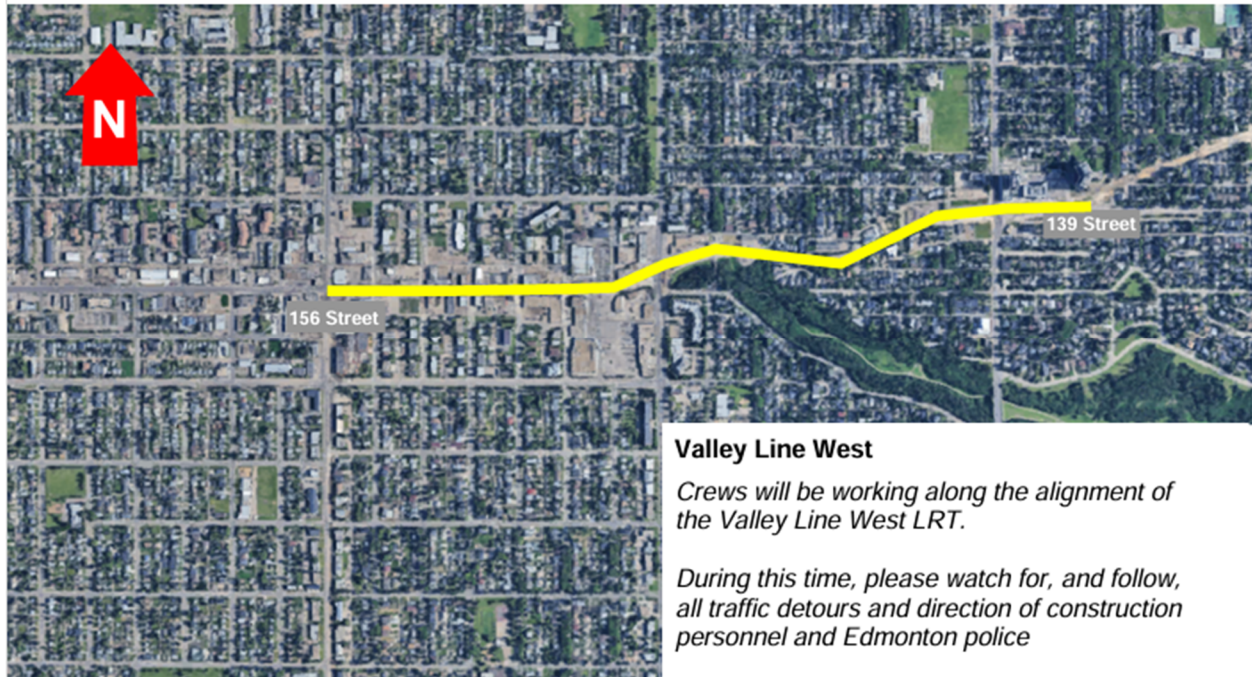 N
139 Street
156 Street
Valley Line West
Crews will be working along the alignment of
the Valley Line West LRT.
During this time, please watch for, and follow,
all traffic detours and direction of construction
personnel and Edmonton police